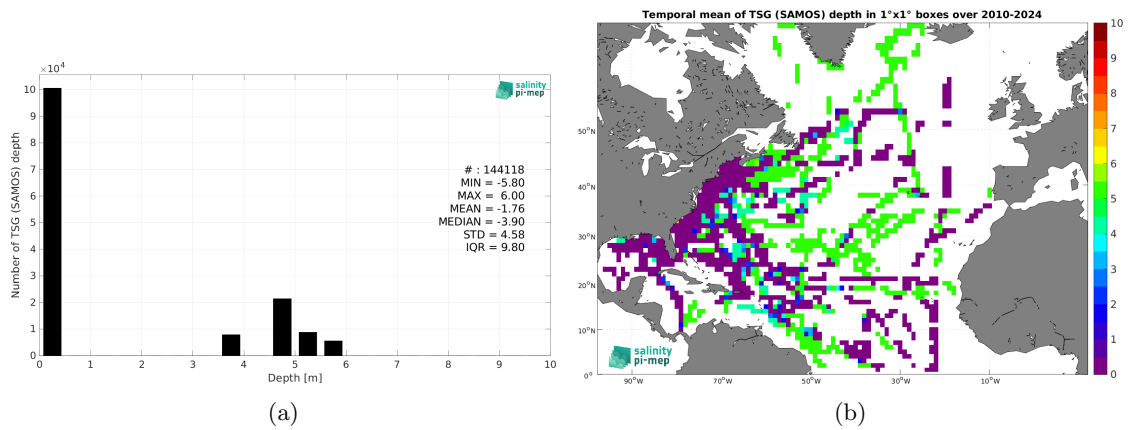 ×10⁴
10
9
8
7
6
5
4
3
2
1
0
Number of TSG (SAMOS) depth
salinity
pi-mep
# : 144118
MIN = -5.80
MAX = 6.00
MEAN = -1.76
MEDIAN = -3.90
STD = 4.58
IQR = 9.80
0 1 2 3 4 5 6 7 8 9 10
Depth [m]
(a)
Temporal mean of TSG (SAMOS) depth in 1°x1° boxes over 2010-2024
50°N
40°N
30°N
20°N
10°N
0°
90°W 70°W 50°W 30°W 10°W
salinity
pi-mep
10
9
8
7
6
5
4
3
2
1
0
(b)